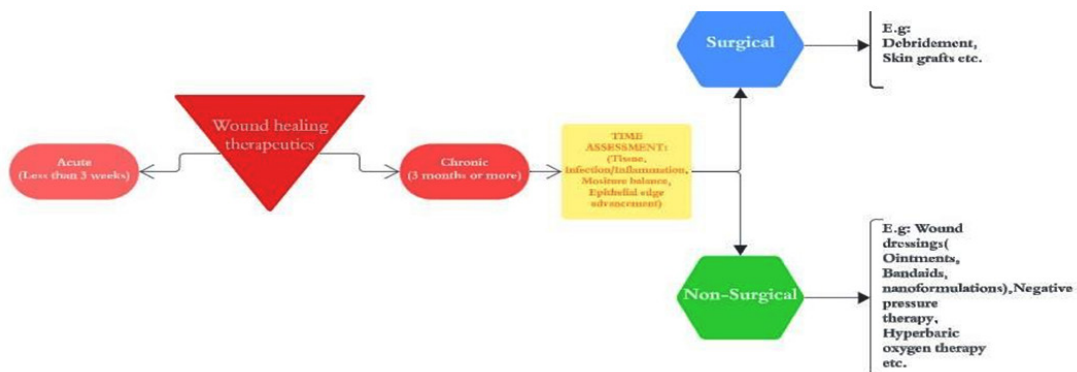 Wound healing
therapeutics
Acute
(Less than 3 weeks)
Chronic
(3 months or more)
TIME
ASSESSMENT:
(Tissue,
infection/Inflammation,
Mositure balance,
Epithelial edge
advancement)
Surgical
E.g:
Debridement,
Skin grafts etc.
Non-Surgical
E.g: Wound
dressings(
Ointments,
Bandaids,
nanoformulations),Negative
pressure
therapy,
Hyperbaric
oxygen therapy
etc.